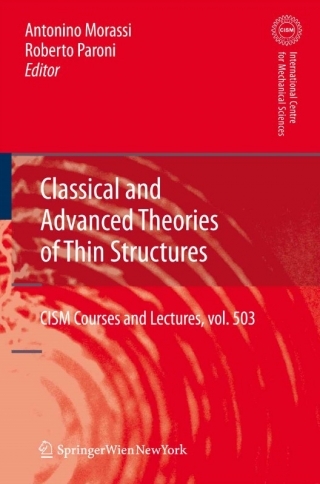 Antonino Morassi
Roberto Paroni
Editor
CISM
International Centre
for Mechanical Sciences
Classical and
Advanced Theories
of Thin Structures
CISM Courses and Lectures, vol. 503
SpringerWienNewYork